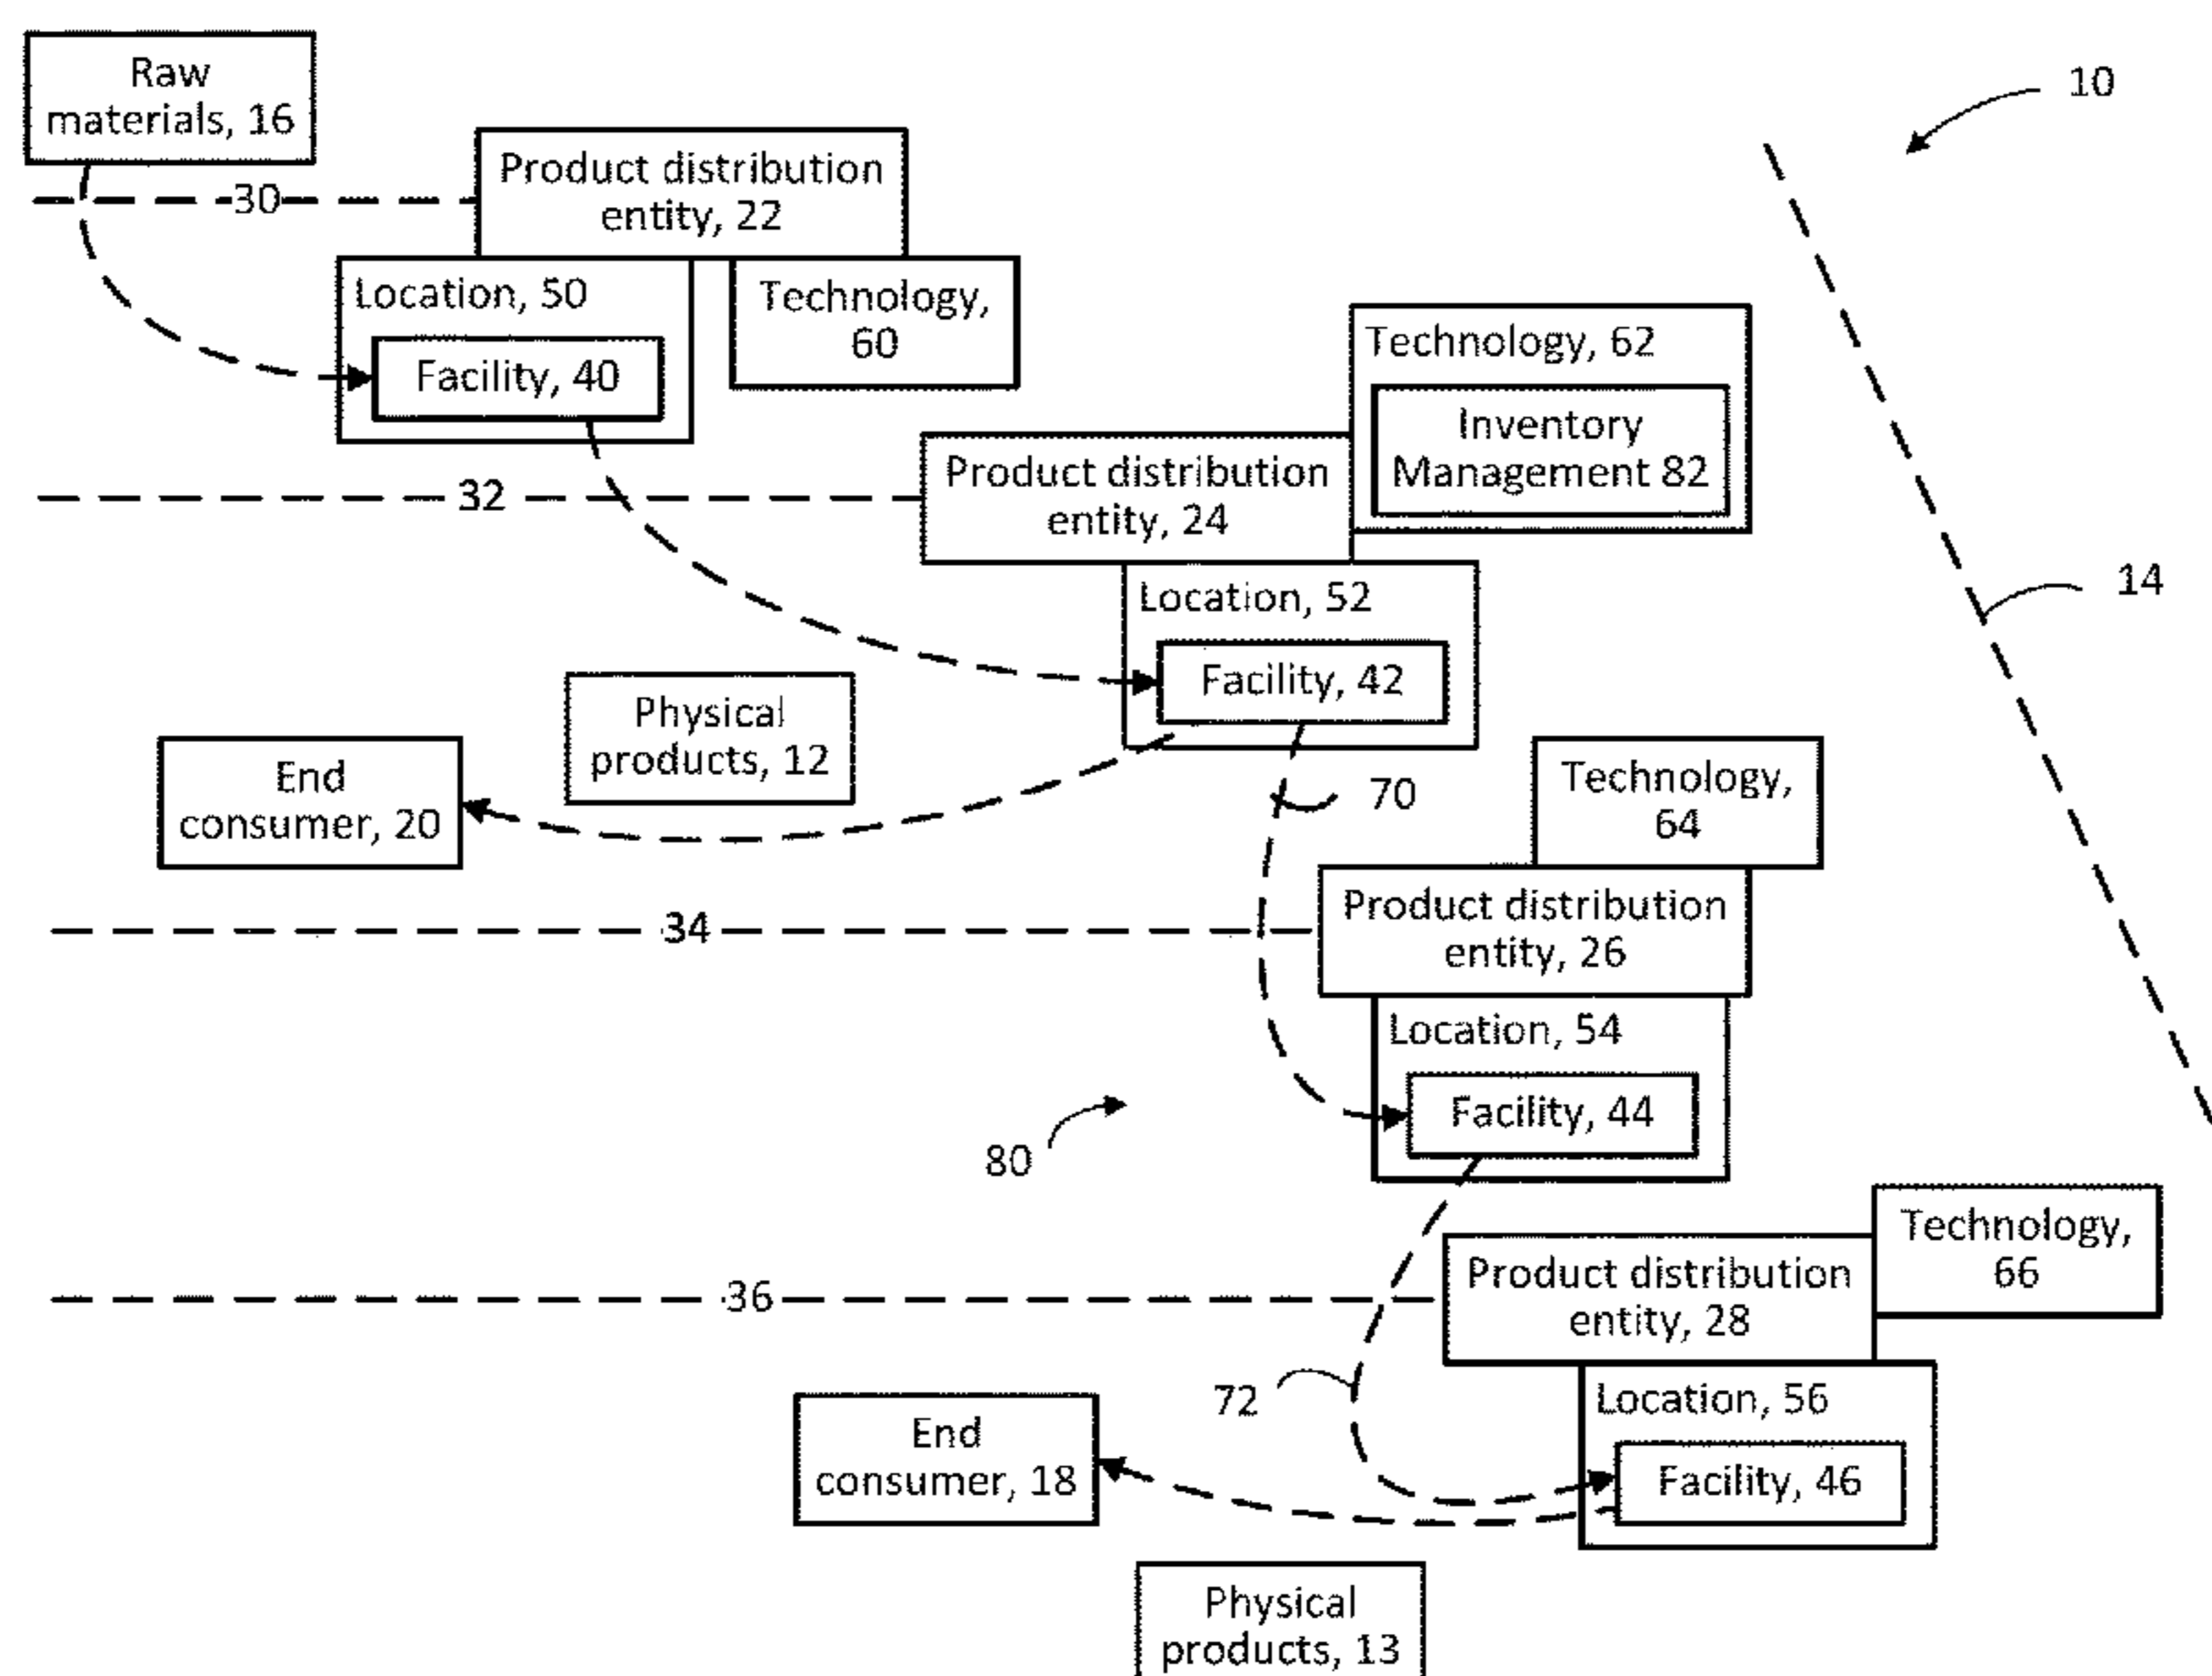 Raw
materials, 16
10
30
Product distribution
entity, 22
Location, 50
Technology,
60
Facility, 40
Technology, 62
Inventory
Management 82
32
Product distribution
entity, 24
14
Location, 52
Facility, 42
Physical
products, 12
End
consumer, 20
70
Technology,
64
34
Product distribution
entity, 26
Location, 54
Facility, 44
80
Technology,
66
36
Product distribution
entity, 28
72
Location, 56
End
consumer, 18
Facility, 46
Physical
products, 13